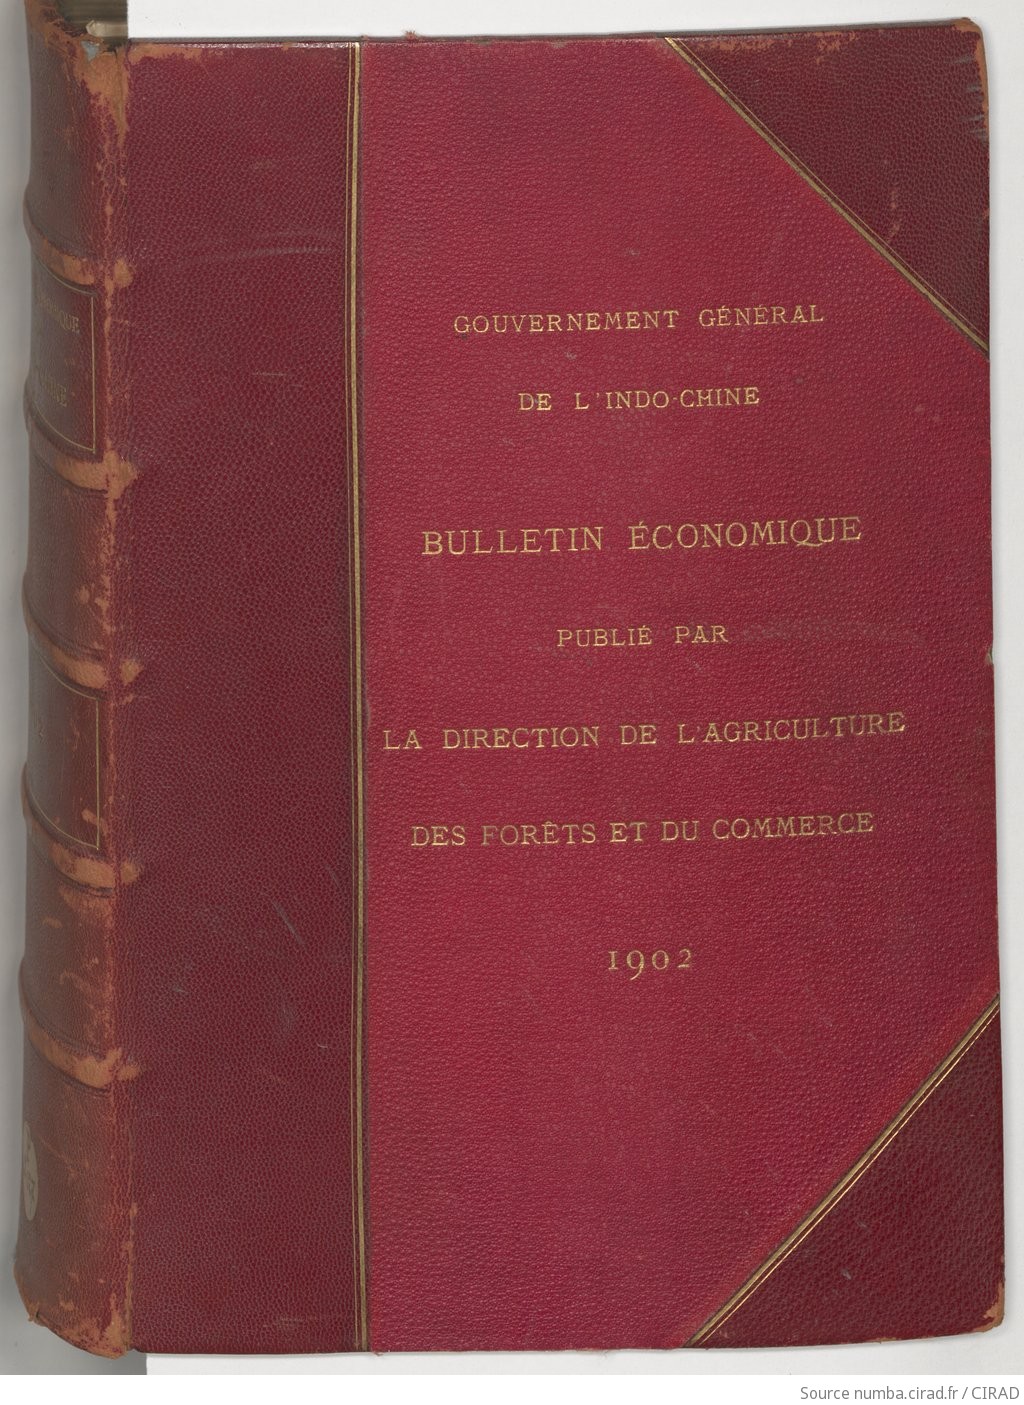 GOUVERNEMENT GÉNÉRAL
DE L'INDO-CHINE
BULLETIN ÉCONOMIQUE
PUBLIÉ PAR
LA DIRECTION DE L'AGRICULTURE
DES FORÊTS ET DU COMMERCE
1902
Source numba.cirad.fr / CIRAD